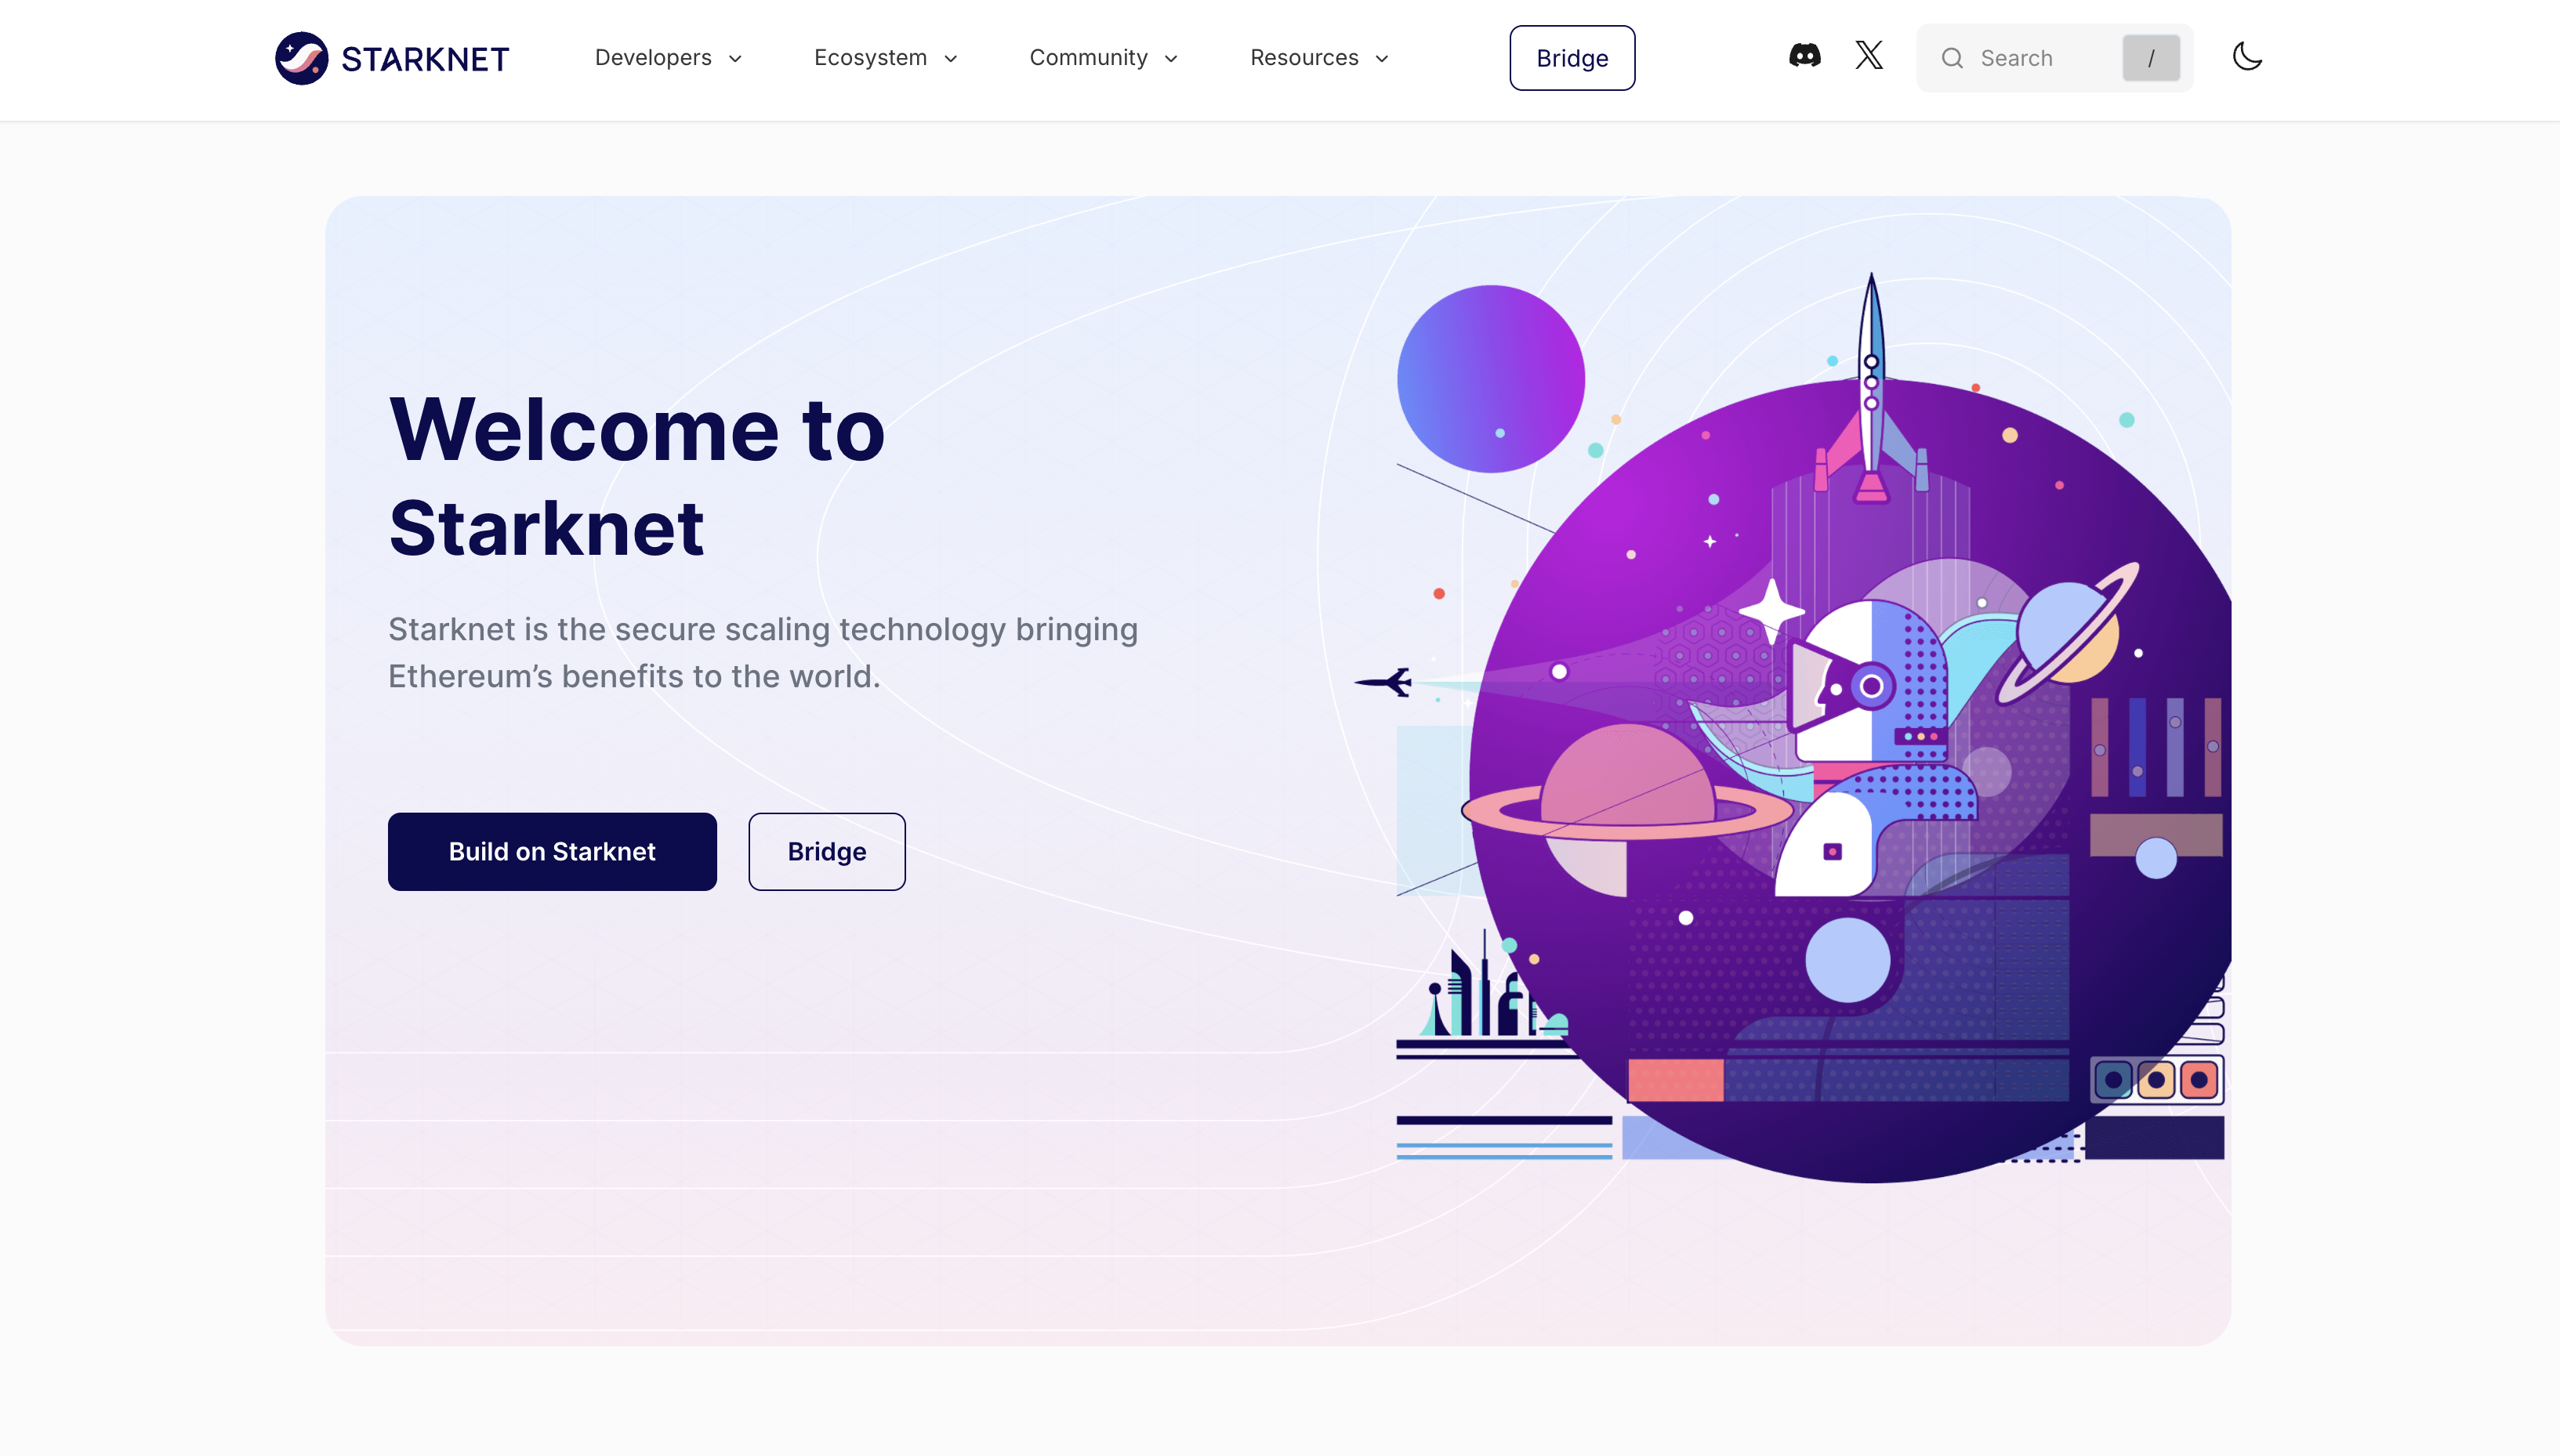 STARKNET
Developers
Ecosystem
Community
Resources
Bridge
Search
/
Welcome to
Starknet
Starknet is the secure scaling technology bringing
Ethereum’s benefits to the world.
Build on Starknet
Bridge